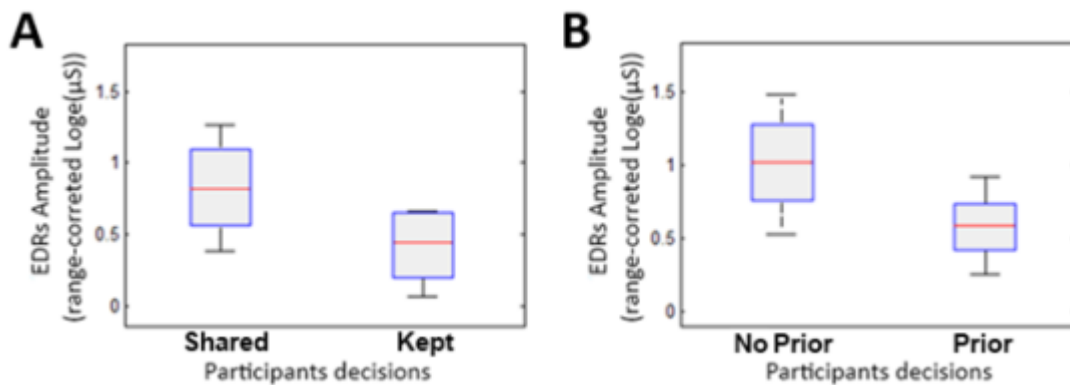 A
EDRs Amplitude
(range-correted Loge(µS))
1.5
1
0.5
0
Shared Kept
Participants decisions
B
EDRs Amplitude
(range-correted Loge(µS))
1.5
1
0.5
0
No Prior Prior
Participants decisions